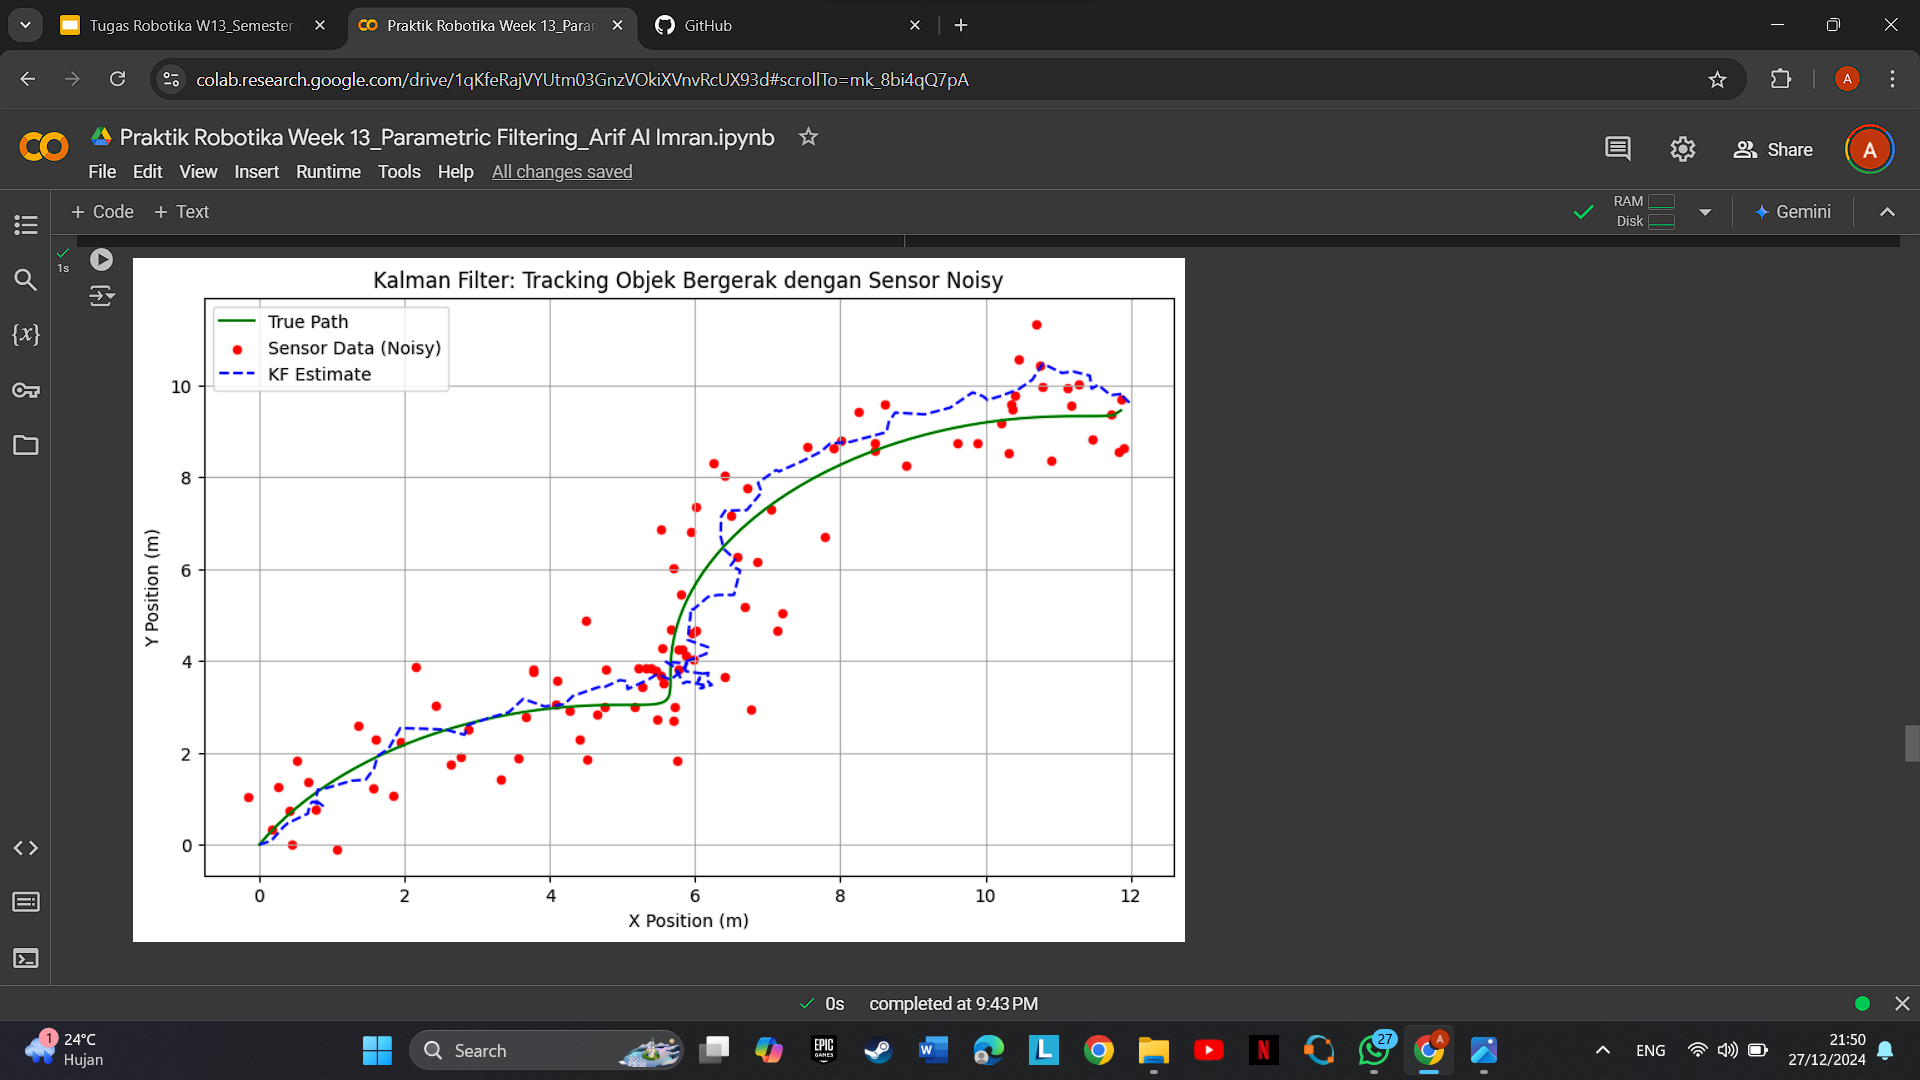 Tugas Robotika W13_Semester
Praktik Robotika Week 13_Para
GitHub
colab.research.google.com/drive/1qKfeRajVYUtm03GnzVOkiXVnvRcUX93d#scrollTo=mk_8bi4qQ7pA
A
Praktik Robotika Week 13_Parametric Filtering_Arif Al Imran.ipynb
File Edit View Insert Runtime Tools Help All changes saved
Share
A
+ Code + Text
RAM
Disk
Gemini
1s
Kalman Filter: Tracking Objek Bergerak dengan Sensor Noisy
True Path
Sensor Data (Noisy)
KF Estimate
10
8
6
4
2
0
Y Position (m)
0 2 4 6 8 10 12
X Position (m)
{x}
0s completed at 9:43 PM
1
24°C
Hujan
Search
EPIC
GAMES
W
L
N
27
A
ENG
21:50
27/12/2024